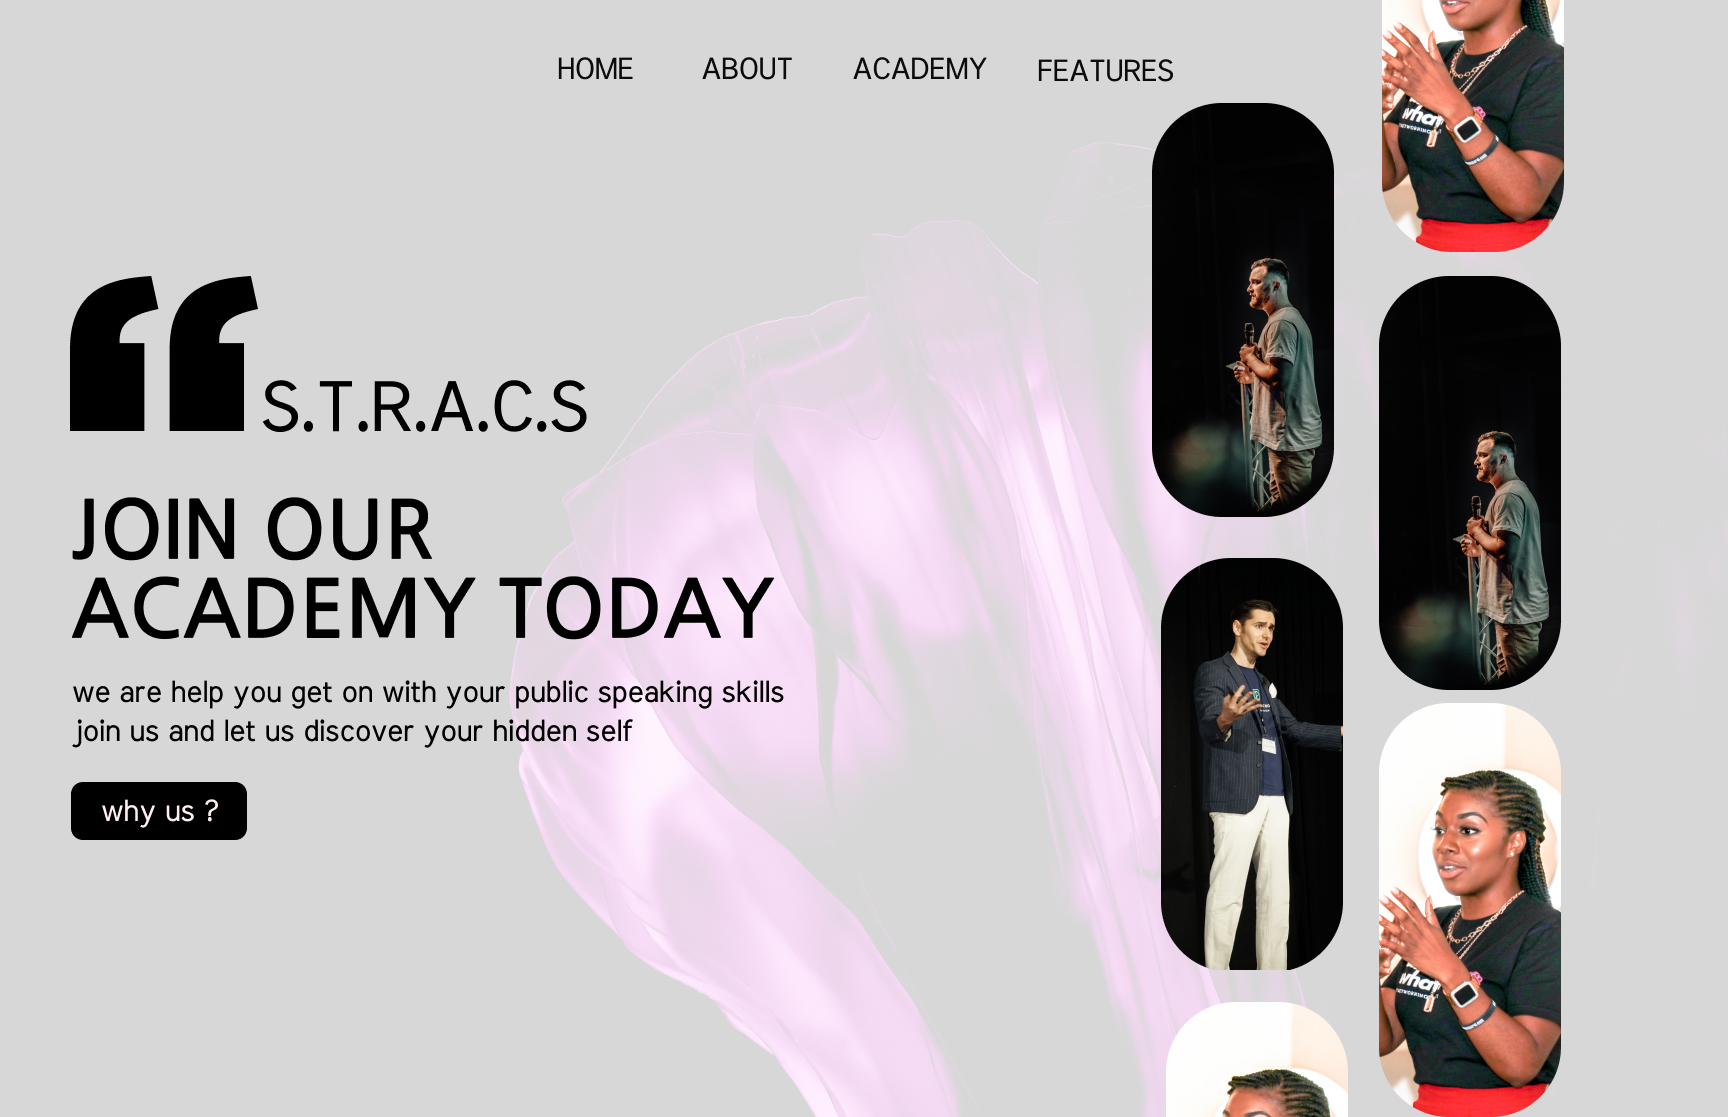 HOME ABOUT ACADEMY FEATURES
“ S.T.R.A.C.S
JOIN OUR
ACADEMY TODAY
we are help you get on with your public speaking skills
join us and let us discover your hidden self
why us ?